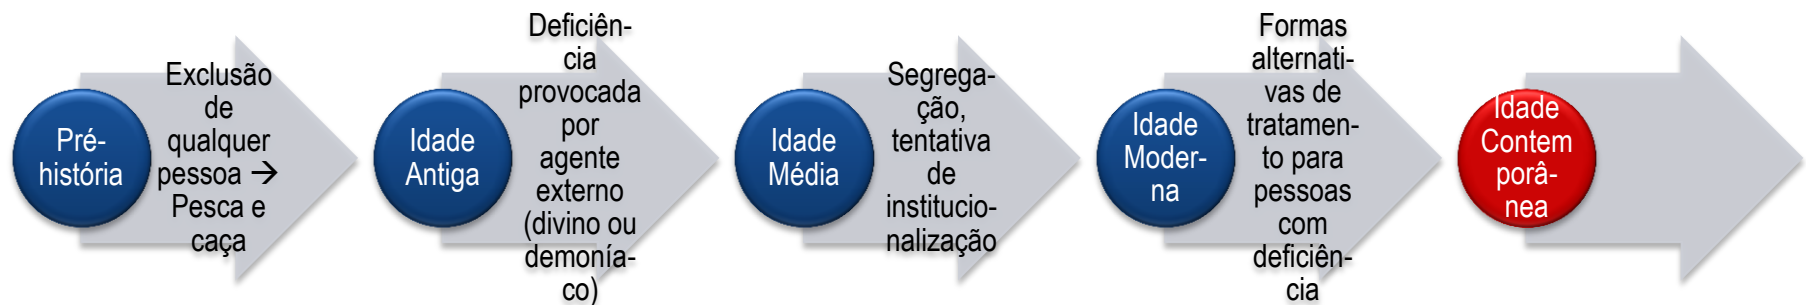 Pré-
história
Exclusão
de
qualquer
pessoa →
Pesca e
caça
Idade
Antiga
Deficiên-
cia
provocada
por
agente
externo
(divino ou
demonía-
co)
Idade
Média
Segrega-
ção,
tentativa
de
institucio-
nalização
Idade
Moder-
na
Formas
alternati-
vas de
tratamen-
to para
pessoas
com
deficiên-
cia
Idade
Contem
porâ-
nea